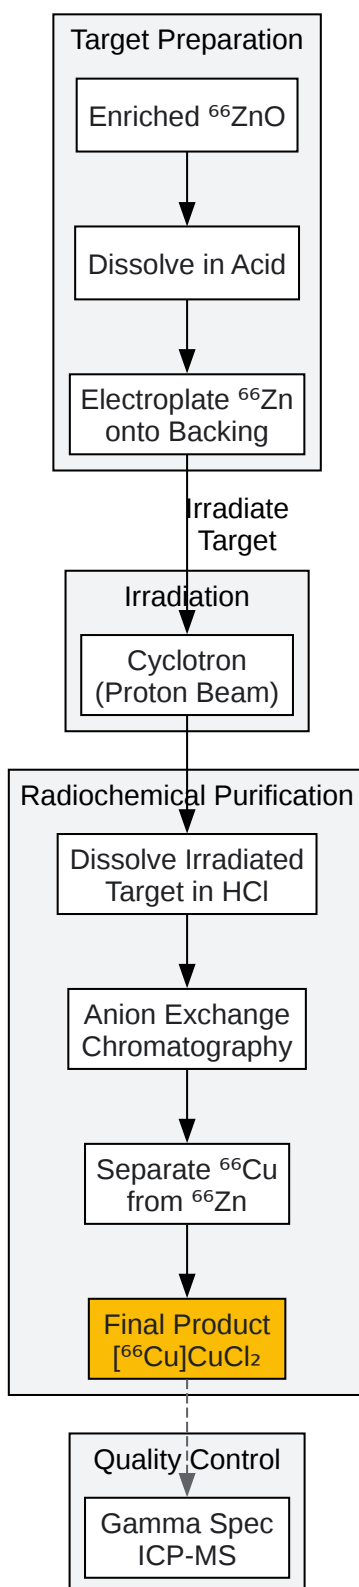 Target Preparation
Enriched ⁶⁶ZnO
Dissolve in Acid
Electroplate ⁶⁶Zn
onto Backing
Irradiate
Target
Irradiation
Cyclotron
(Proton Beam)
Radiochemical Purification
Dissolve Irradiated
Target in HCl
Anion Exchange
Chromatography
Separate ⁶⁶Cu
from ⁶⁶Zn
Final Product
[⁶⁶Cu]CuCl₂
Quality Control
Gamma Spec
ICP-MS